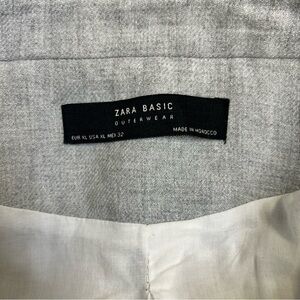 ZARA BASIC
OUTERWEAR
EUR XL USA XL MEX 32
MADE IN MOROCCO